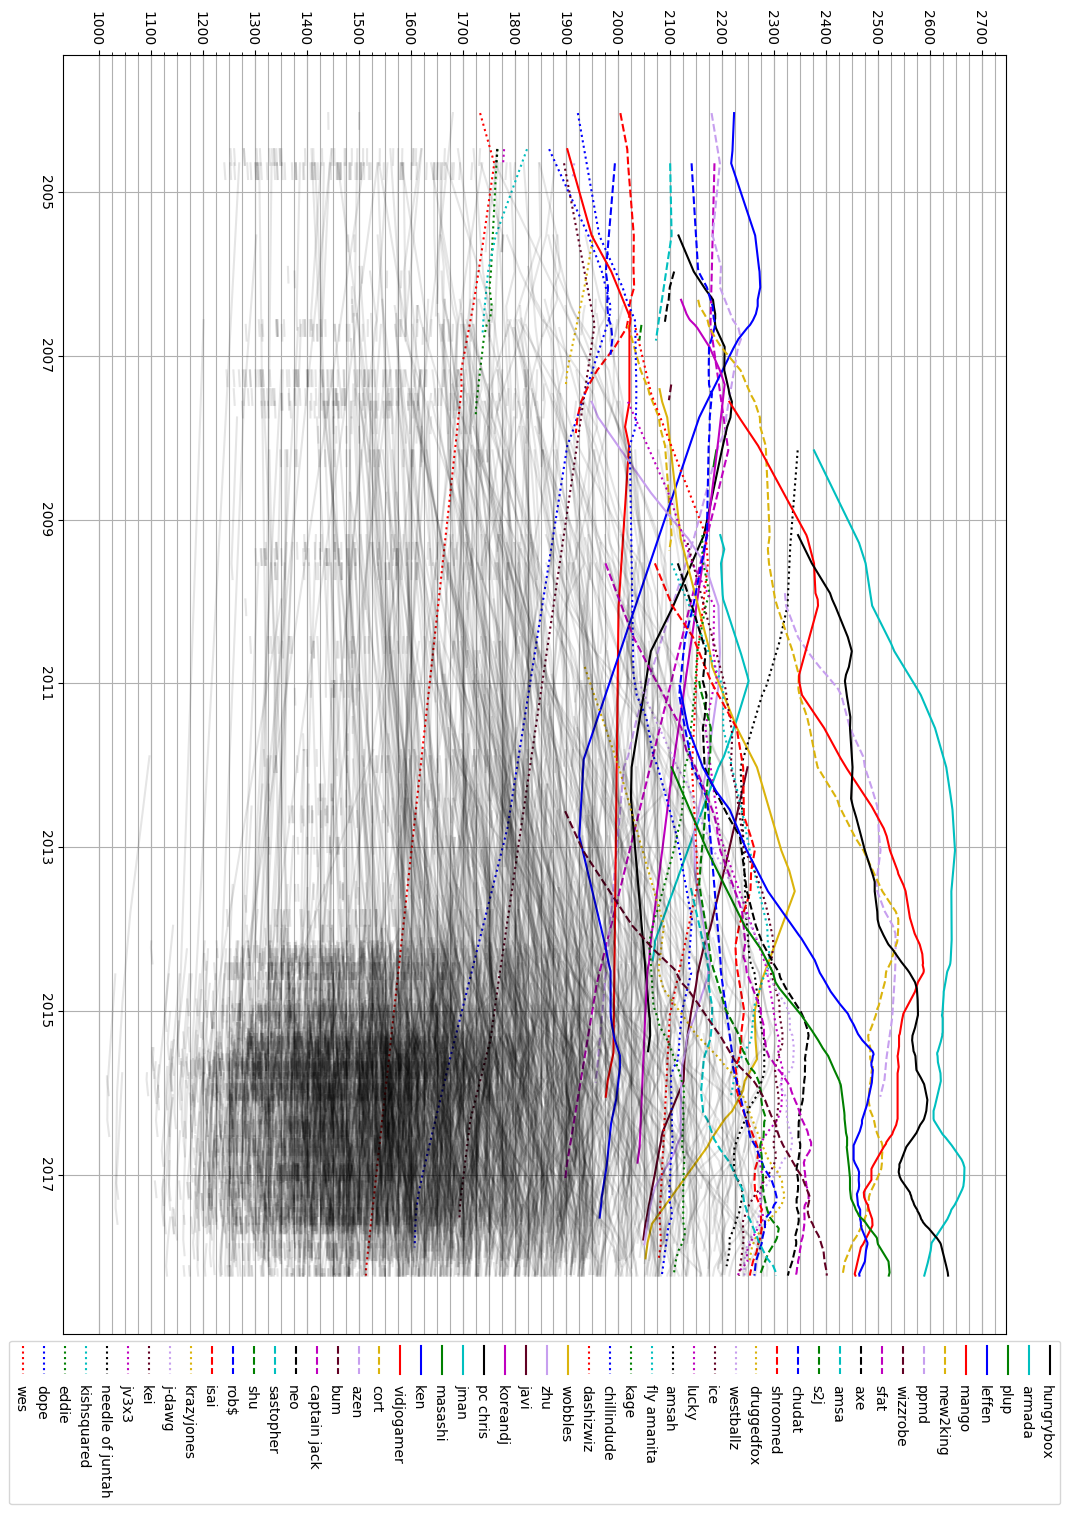 2700
2600
2500
2400
2300
2200
2100
2000
1900
1800
1700
1600
1500
1400
1300
1200
1100
1000
2005
2007
2009
2011
2013
2015
2017
hungrybox
armada
plup
leffen
mango
mew2king
ppmd
wizzrobe
sfat
axe
amsa
s2j
chudat
shroomed
druggedfox
westballz
ice
lucky
amsah
fly amanita
kage
chillindude
dashizwiz
wobbles
zhu
javi
koreandj
pc chris
jman
masashi
ken
vidjogamer
cort
azen
bum
captain jack
neo
sastopher
shu
rob$
isai
krazyjones
j-dawg
kei
jv3x3
needle of juntah
kishsquared
eddie
dope
wes